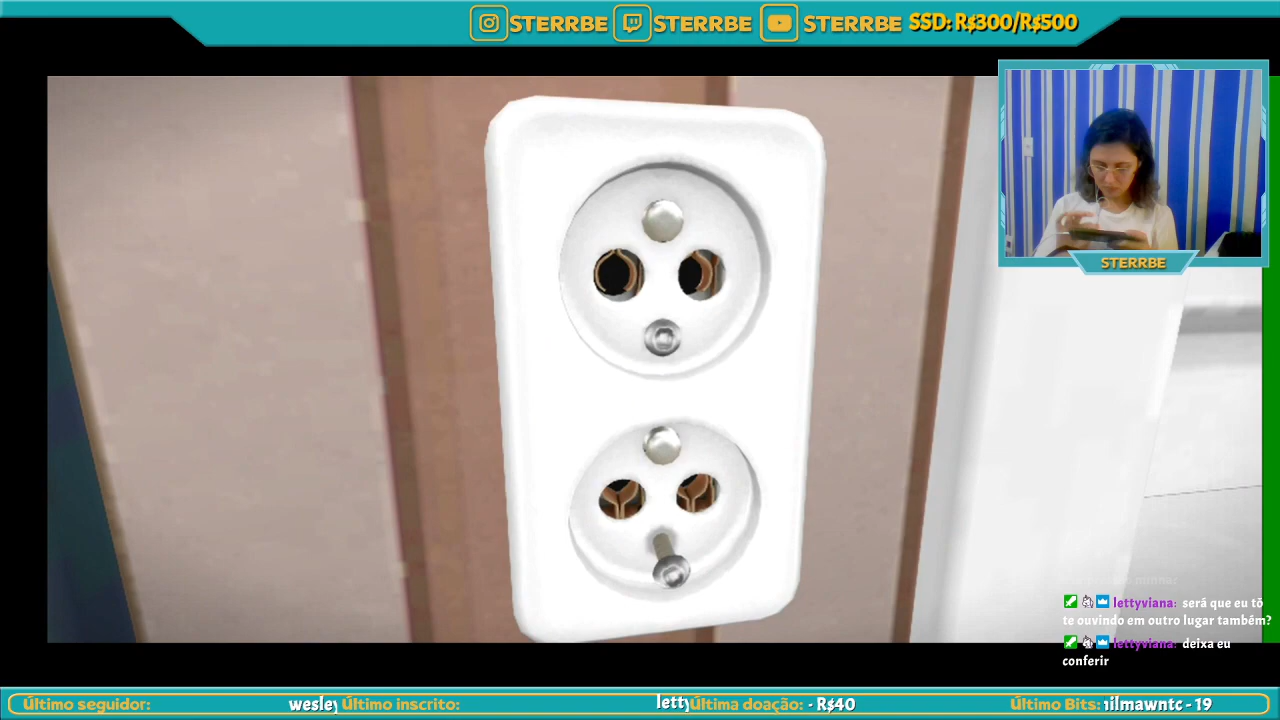 STERRBE STERRBE STERRBE SSD: R$300/R$500
STERRBE
lettyviana: será que eu tô
te ouvindo em outro lugar também?
lettyviana: deixa eu
conferir
Último seguidor: wesley Último inscrito: letty Última doação: - R$40 Último Bits: nilmawntc - 19